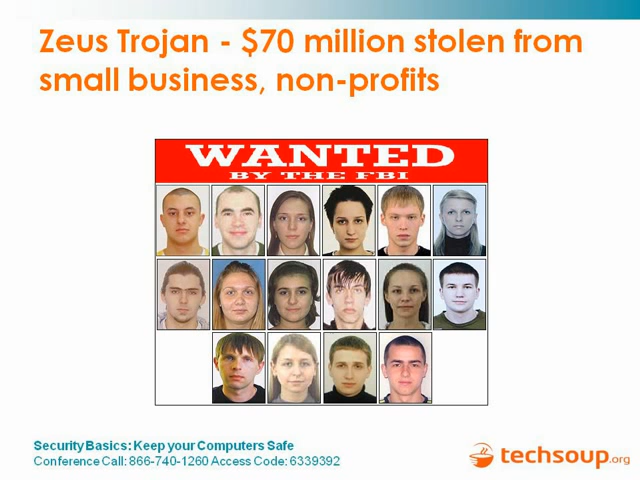 Zeus Trojan - $70 million stolen from
small business, non-profits
WANTED
BY THE FBI
Security Basics: Keep your Computers Safe
Conference Call: 866-740-1260 Access Code: 6339392
techsoup.org